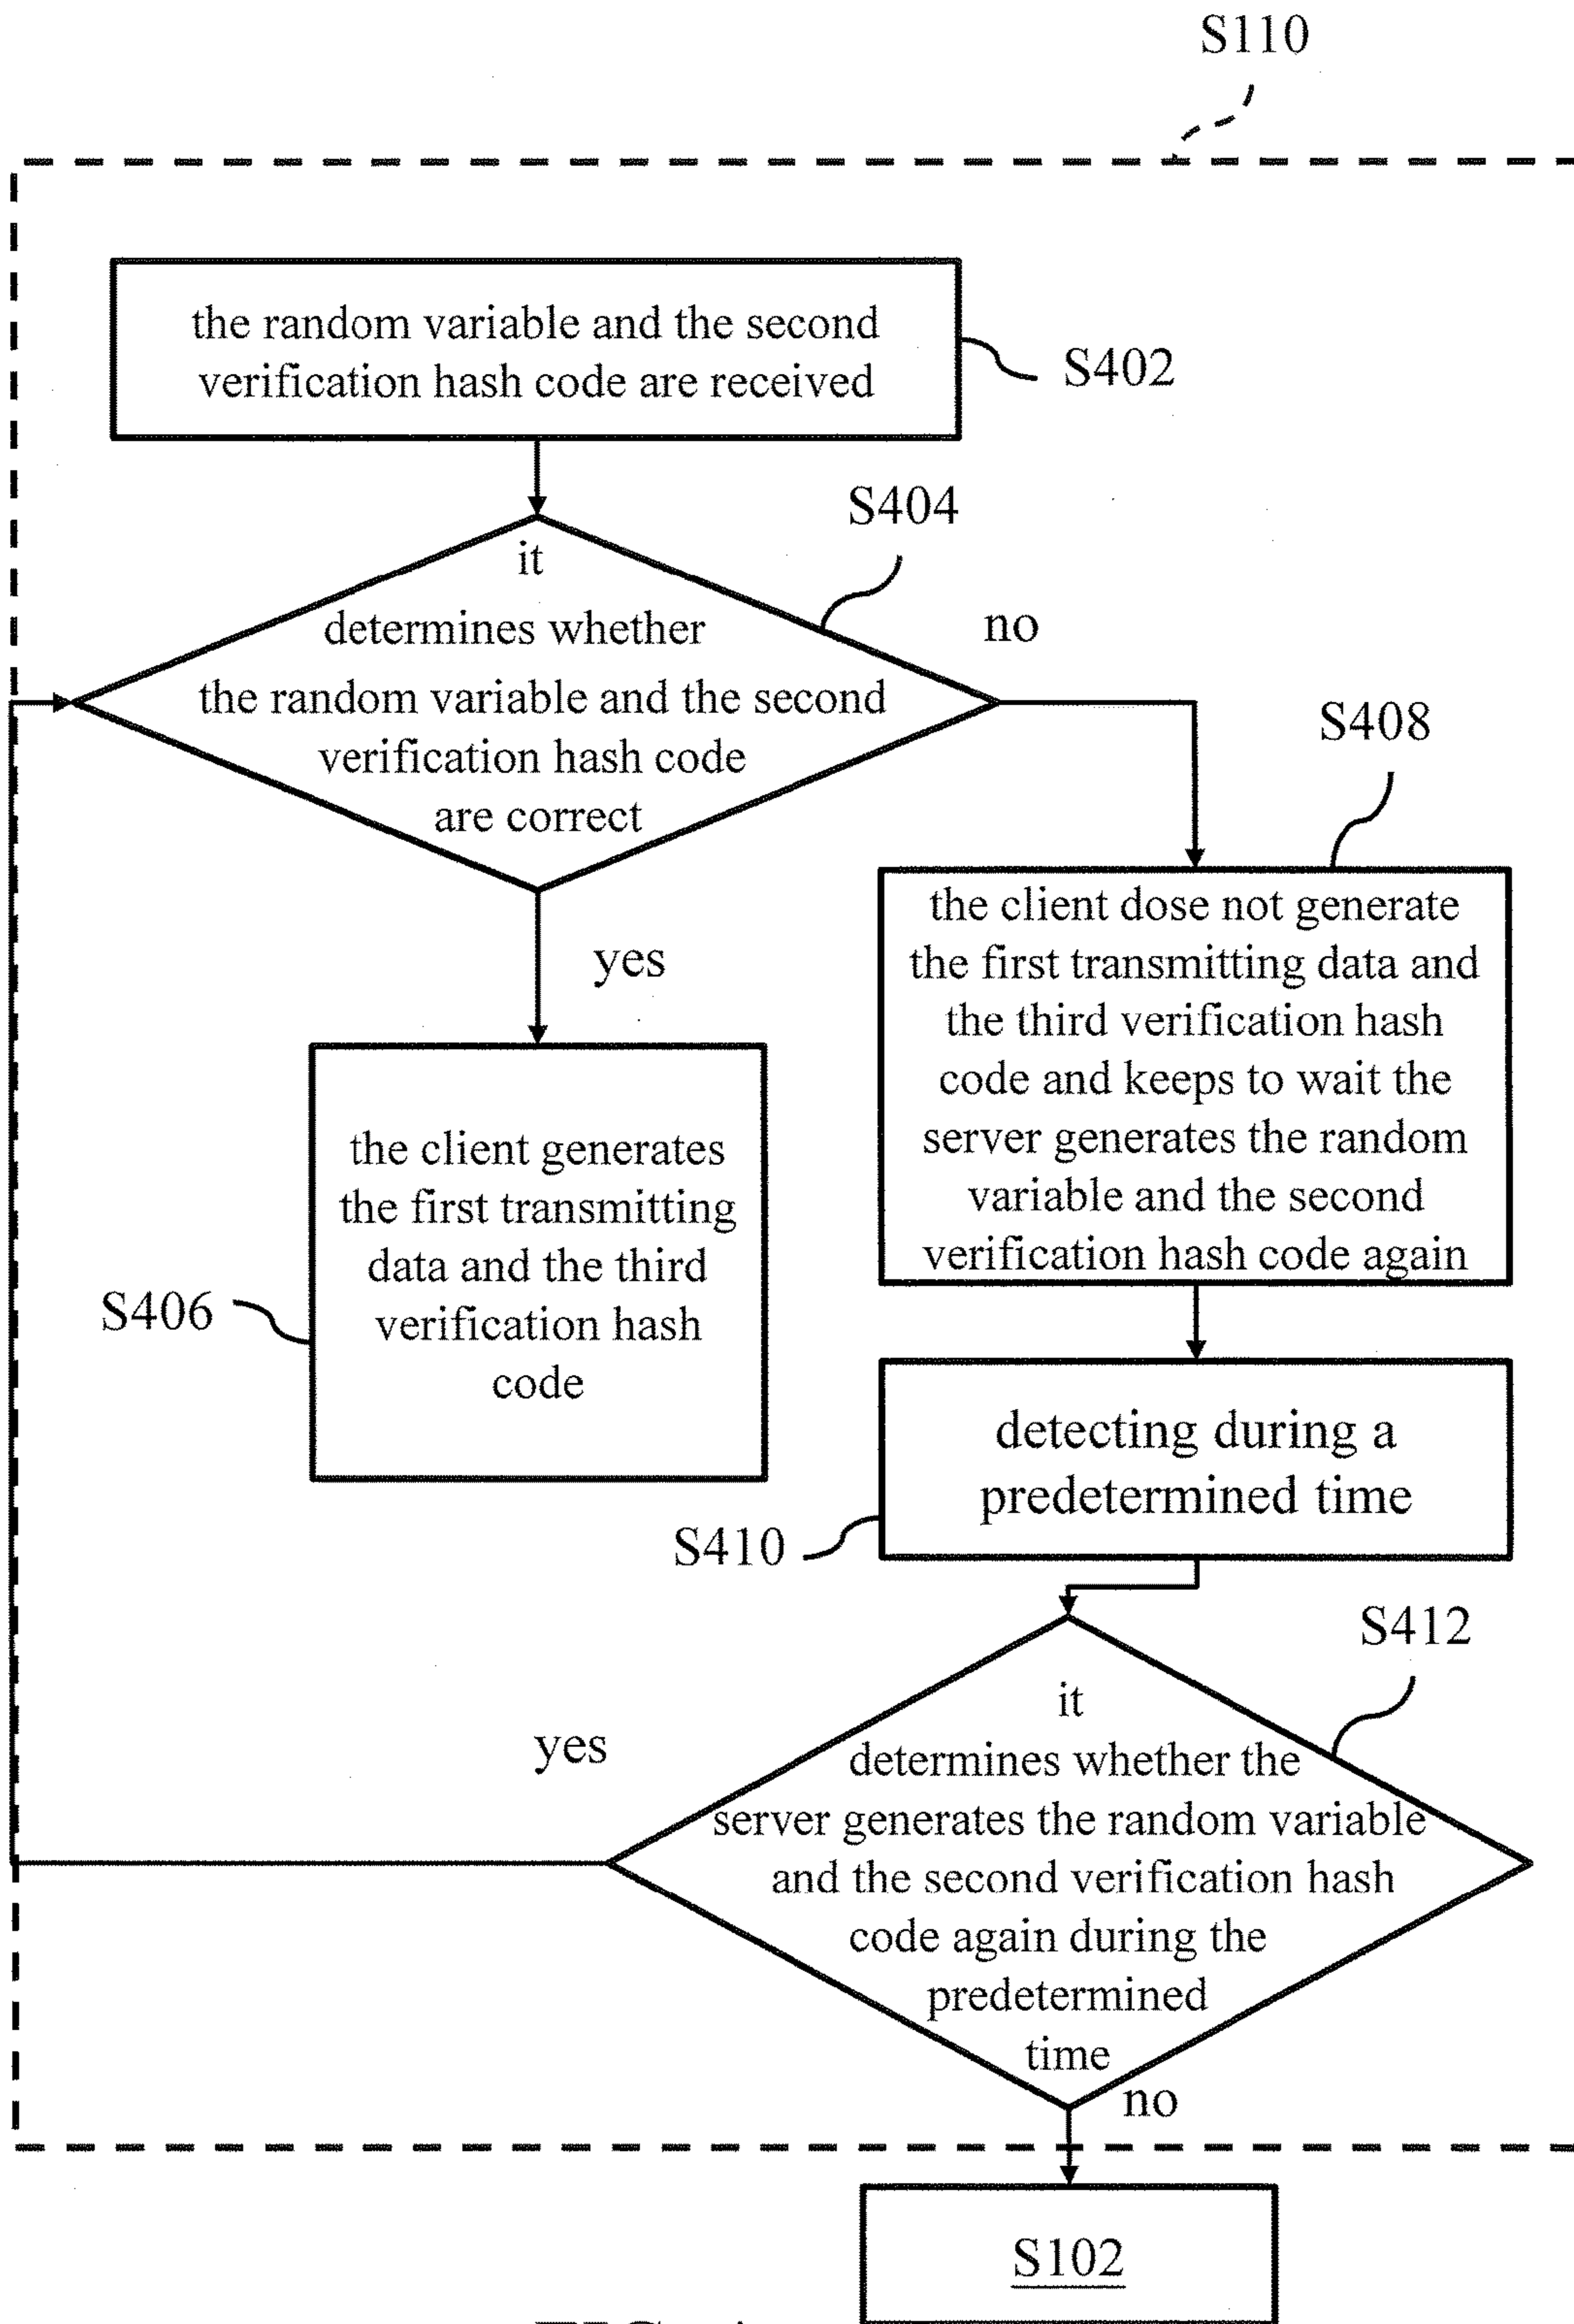 S110
the random variable and the second
verification hash code are received
S402
S404
it
determines whether
the random variable and the second
verification hash code
are correct
no
yes
S408
the client dose not generate
the first transmitting data and
the third verification hash
code and keeps to wait the
server generates the random
variable and the second
verification hash code again
the client generates
the first transmitting
data and the third
verification hash
code
S406
detecting during a
predetermined time
S410
S412
it
determines whether the
server generates the random variable
and the second verification hash
code again during the
predetermined
time
yes
no
S102